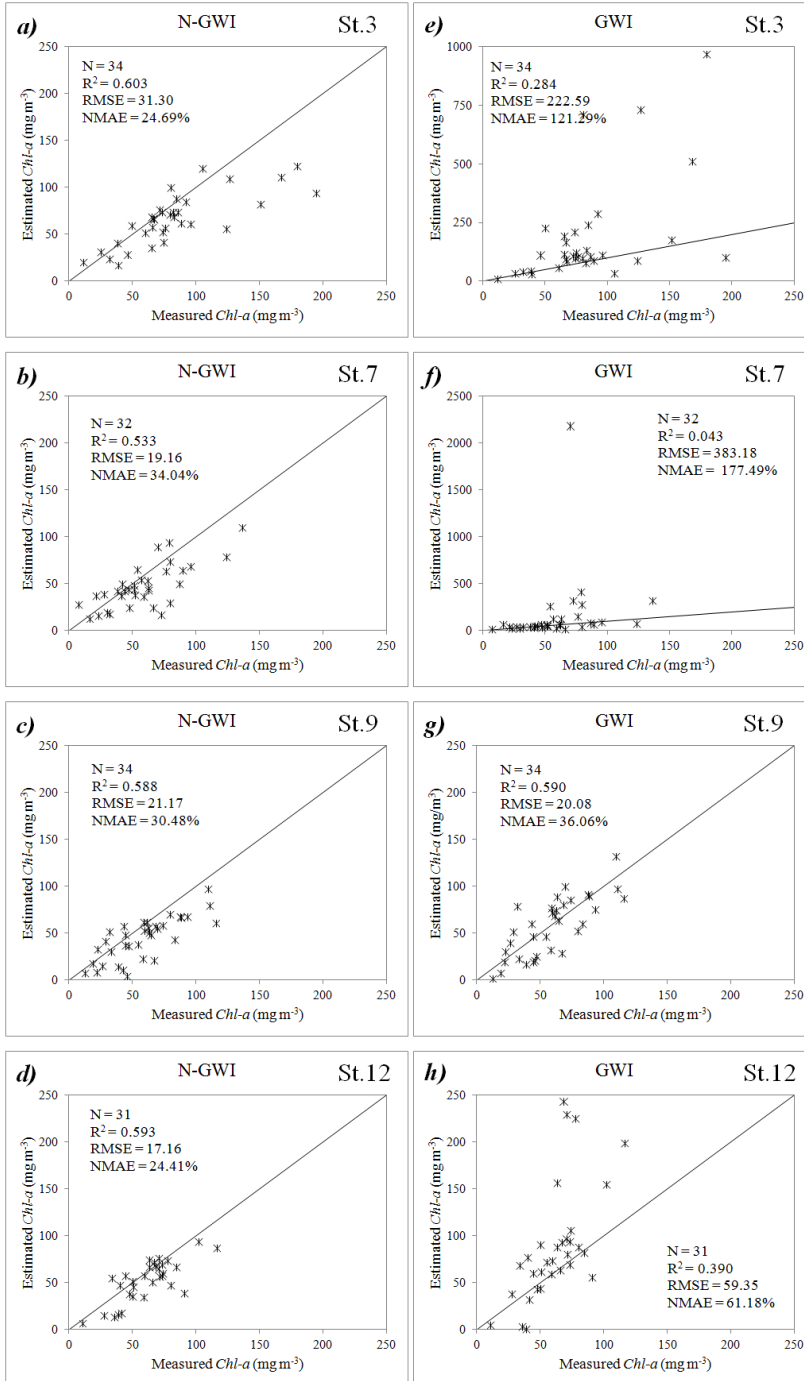 a) N-GWI St.3
N = 34
R² = 0.603
RMSE = 31.30
NMAE = 24.69%
250
200
150
100
50
0
0 50 100 150 200 250
Estimated Chl-a (mg m⁻³)
Measured Chl-a (mg m⁻³)
e) GWI St.3
N = 34
R² = 0.284
RMSE = 222.59
NMAE = 121.29%
1000
750
500
250
0
0 50 100 150 200 250
Estimated Chl-a (mg m⁻³)
Measured Chl-a (mg m⁻³)
b) N-GWI St.7
N = 32
R² = 0.533
RMSE = 19.16
NMAE = 34.04%
250
200
150
100
50
0
0 50 100 150 200 250
Estimated Chl-a (mg m⁻³)
Measured Chl-a (mg m⁻³)
f) GWI St.7
N = 32
R² = 0.043
RMSE = 383.18
NMAE = 177.49%
2500
2000
1500
1000
500
0
0 50 100 150 200 250
Estimated Chl-a (mg m⁻³)
Measured Chl-a (mg m⁻³)
c) N-GWI St.9
N = 34
R² = 0.588
RMSE = 21.17
NMAE = 30.48%
250
200
150
100
50
0
0 50 100 150 200 250
Estimated Chl-a (mg m⁻³)
Measured Chl-a (mg m⁻³)
g) GWI St.9
N = 34
R² = 0.590
RMSE = 20.08
NMAE = 36.06%
250
200
150
100
50
0
0 50 100 150 200 250
Estimated Chl-a (mg/m⁻³)
Measured Chl-a (mg m⁻³)
d) N-GWI St.12
N = 31
R² = 0.593
RMSE = 17.16
NMAE = 24.41%
250
200
150
100
50
0
0 50 100 150 200 250
Estimated Chl-a (mg m⁻³)
Measured Chl-a (mg m⁻³)
h) GWI St.12
N = 31
R² = 0.390
RMSE = 59.35
NMAE = 61.18%
250
200
150
100
50
0
0 50 100 150 200 250
Estimated Chl-a (mg m⁻³)
Measured Chl-a (mg m⁻³)